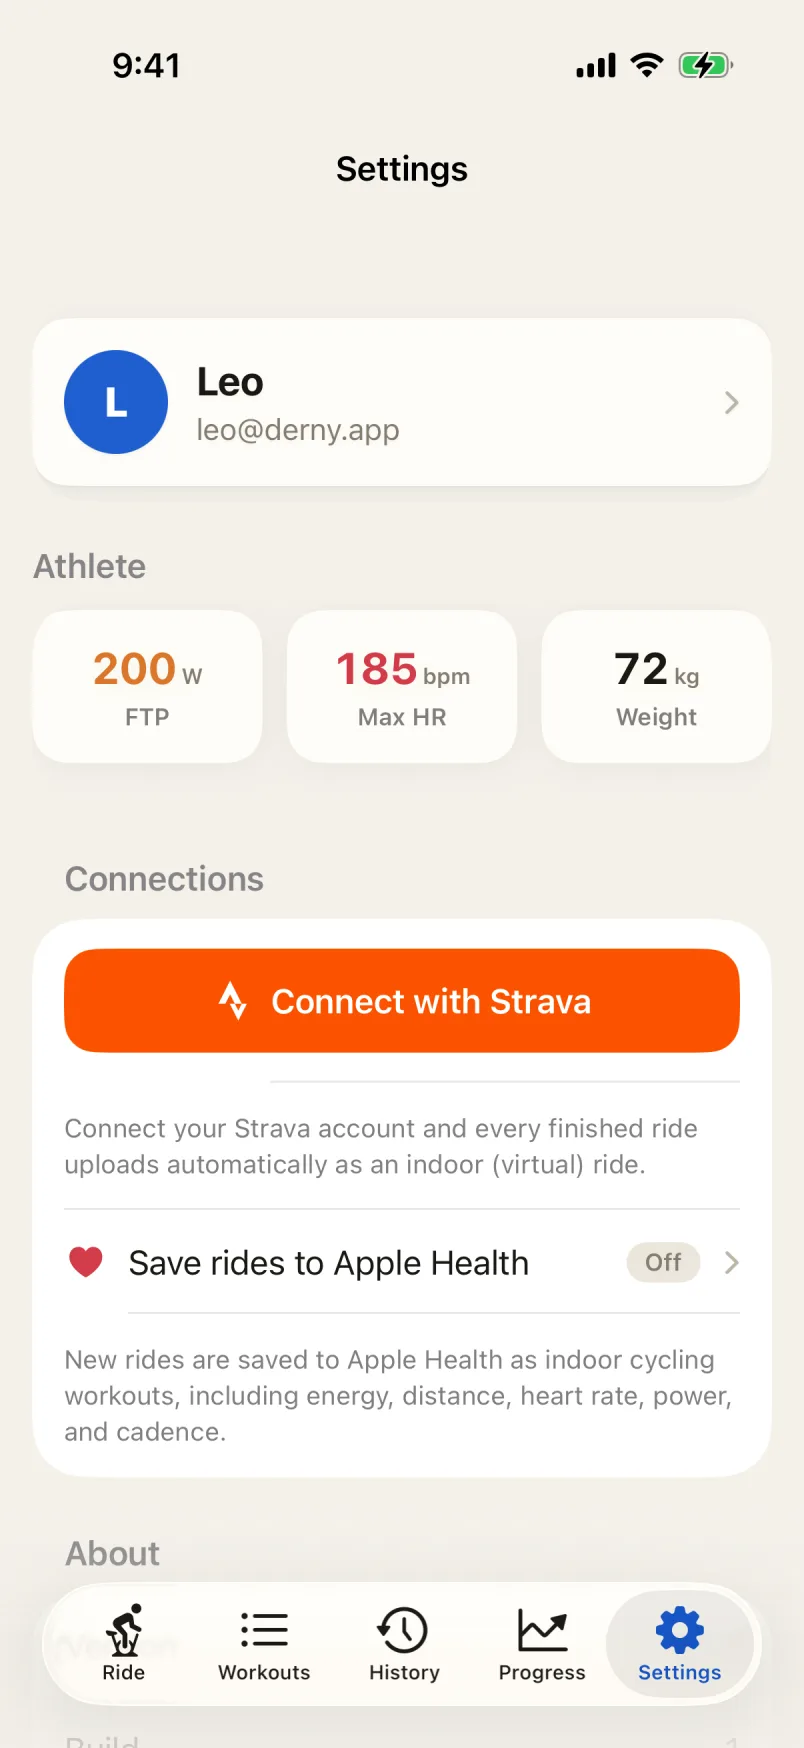 9:41
Settings
L
Leo
leo@derny.app
Athlete
200 W
FTP
185 bpm
Max HR
72 kg
Weight
Connections
Connect with Strava
Connect your Strava account and every finished ride
uploads automatically as an indoor (virtual) ride.
Save rides to Apple Health
Off
New rides are saved to Apple Health as indoor cycling
workouts, including energy, distance, heart rate, power,
and cadence.
About
Ride
Workouts
History
Progress
Settings
Build
1